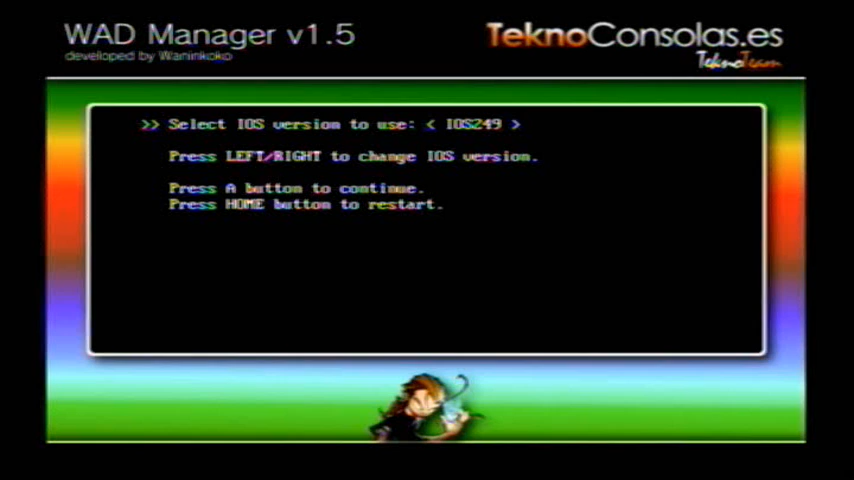 WAD Manager v1.5
developed by Waninkoko
TeknoConsolas.es
TeknoTeam
>> Select IOS version to use: < IOS249 >
Press LEFT/RIGHT to change IOS version.
Press A button to continue.
Press HOME button to restart.